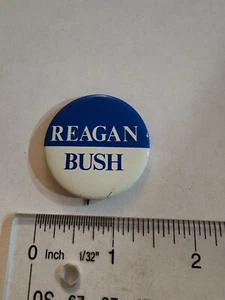 REAGAN
BUSH
0 Inch 1/32" 1 2